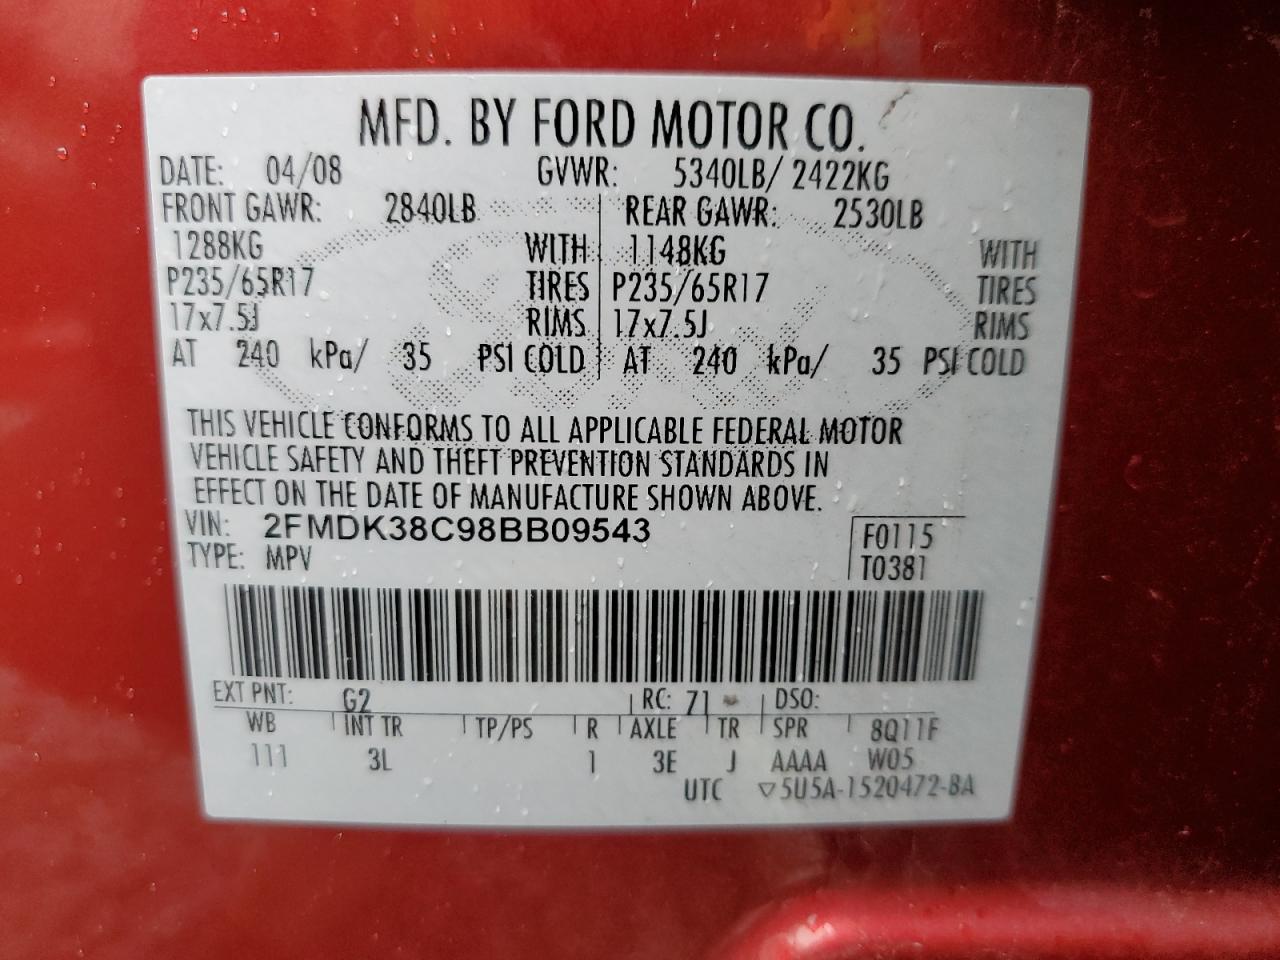 MFD. BY FORD MOTOR CO.
DATE: 04/08 GVWR: 5340LB/ 2422KG
FRONT GAWR: 2840LB REAR GAWR: 2530LB
1288KG WITH 1148KG WITH
P235/65R17 TIRES P235/65R17 TIRES
17x7.5J RIMS 17x7.5J RIMS
AT 240 kPa/ 35 PSI COLD AT 240 kPa/ 35 PSI COLD
THIS VEHICLE CONFORMS TO ALL APPLICABLE FEDERAL MOTOR
VEHICLE SAFETY AND THEFT PREVENTION STANDARDS IN
EFFECT ON THE DATE OF MANUFACTURE SHOWN ABOVE.
VIN: 2FMDK38C98BB09543 F0115
TYPE: MPV T0381
EXT PNT: G2 RC: 71 DSO:
WB INT TR TP/PS R AXLE TR SPR 8Q11F
111 3L 1 3E J AAAA W05
UTC ▽5U5A-1520472-BA